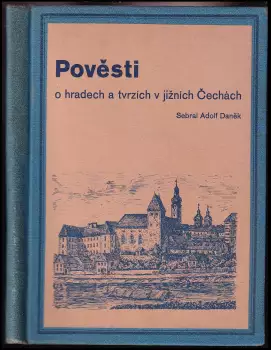 Pověsti
o hradech a tvrzích v jižních Čechách
Sebral Adolf Daněk